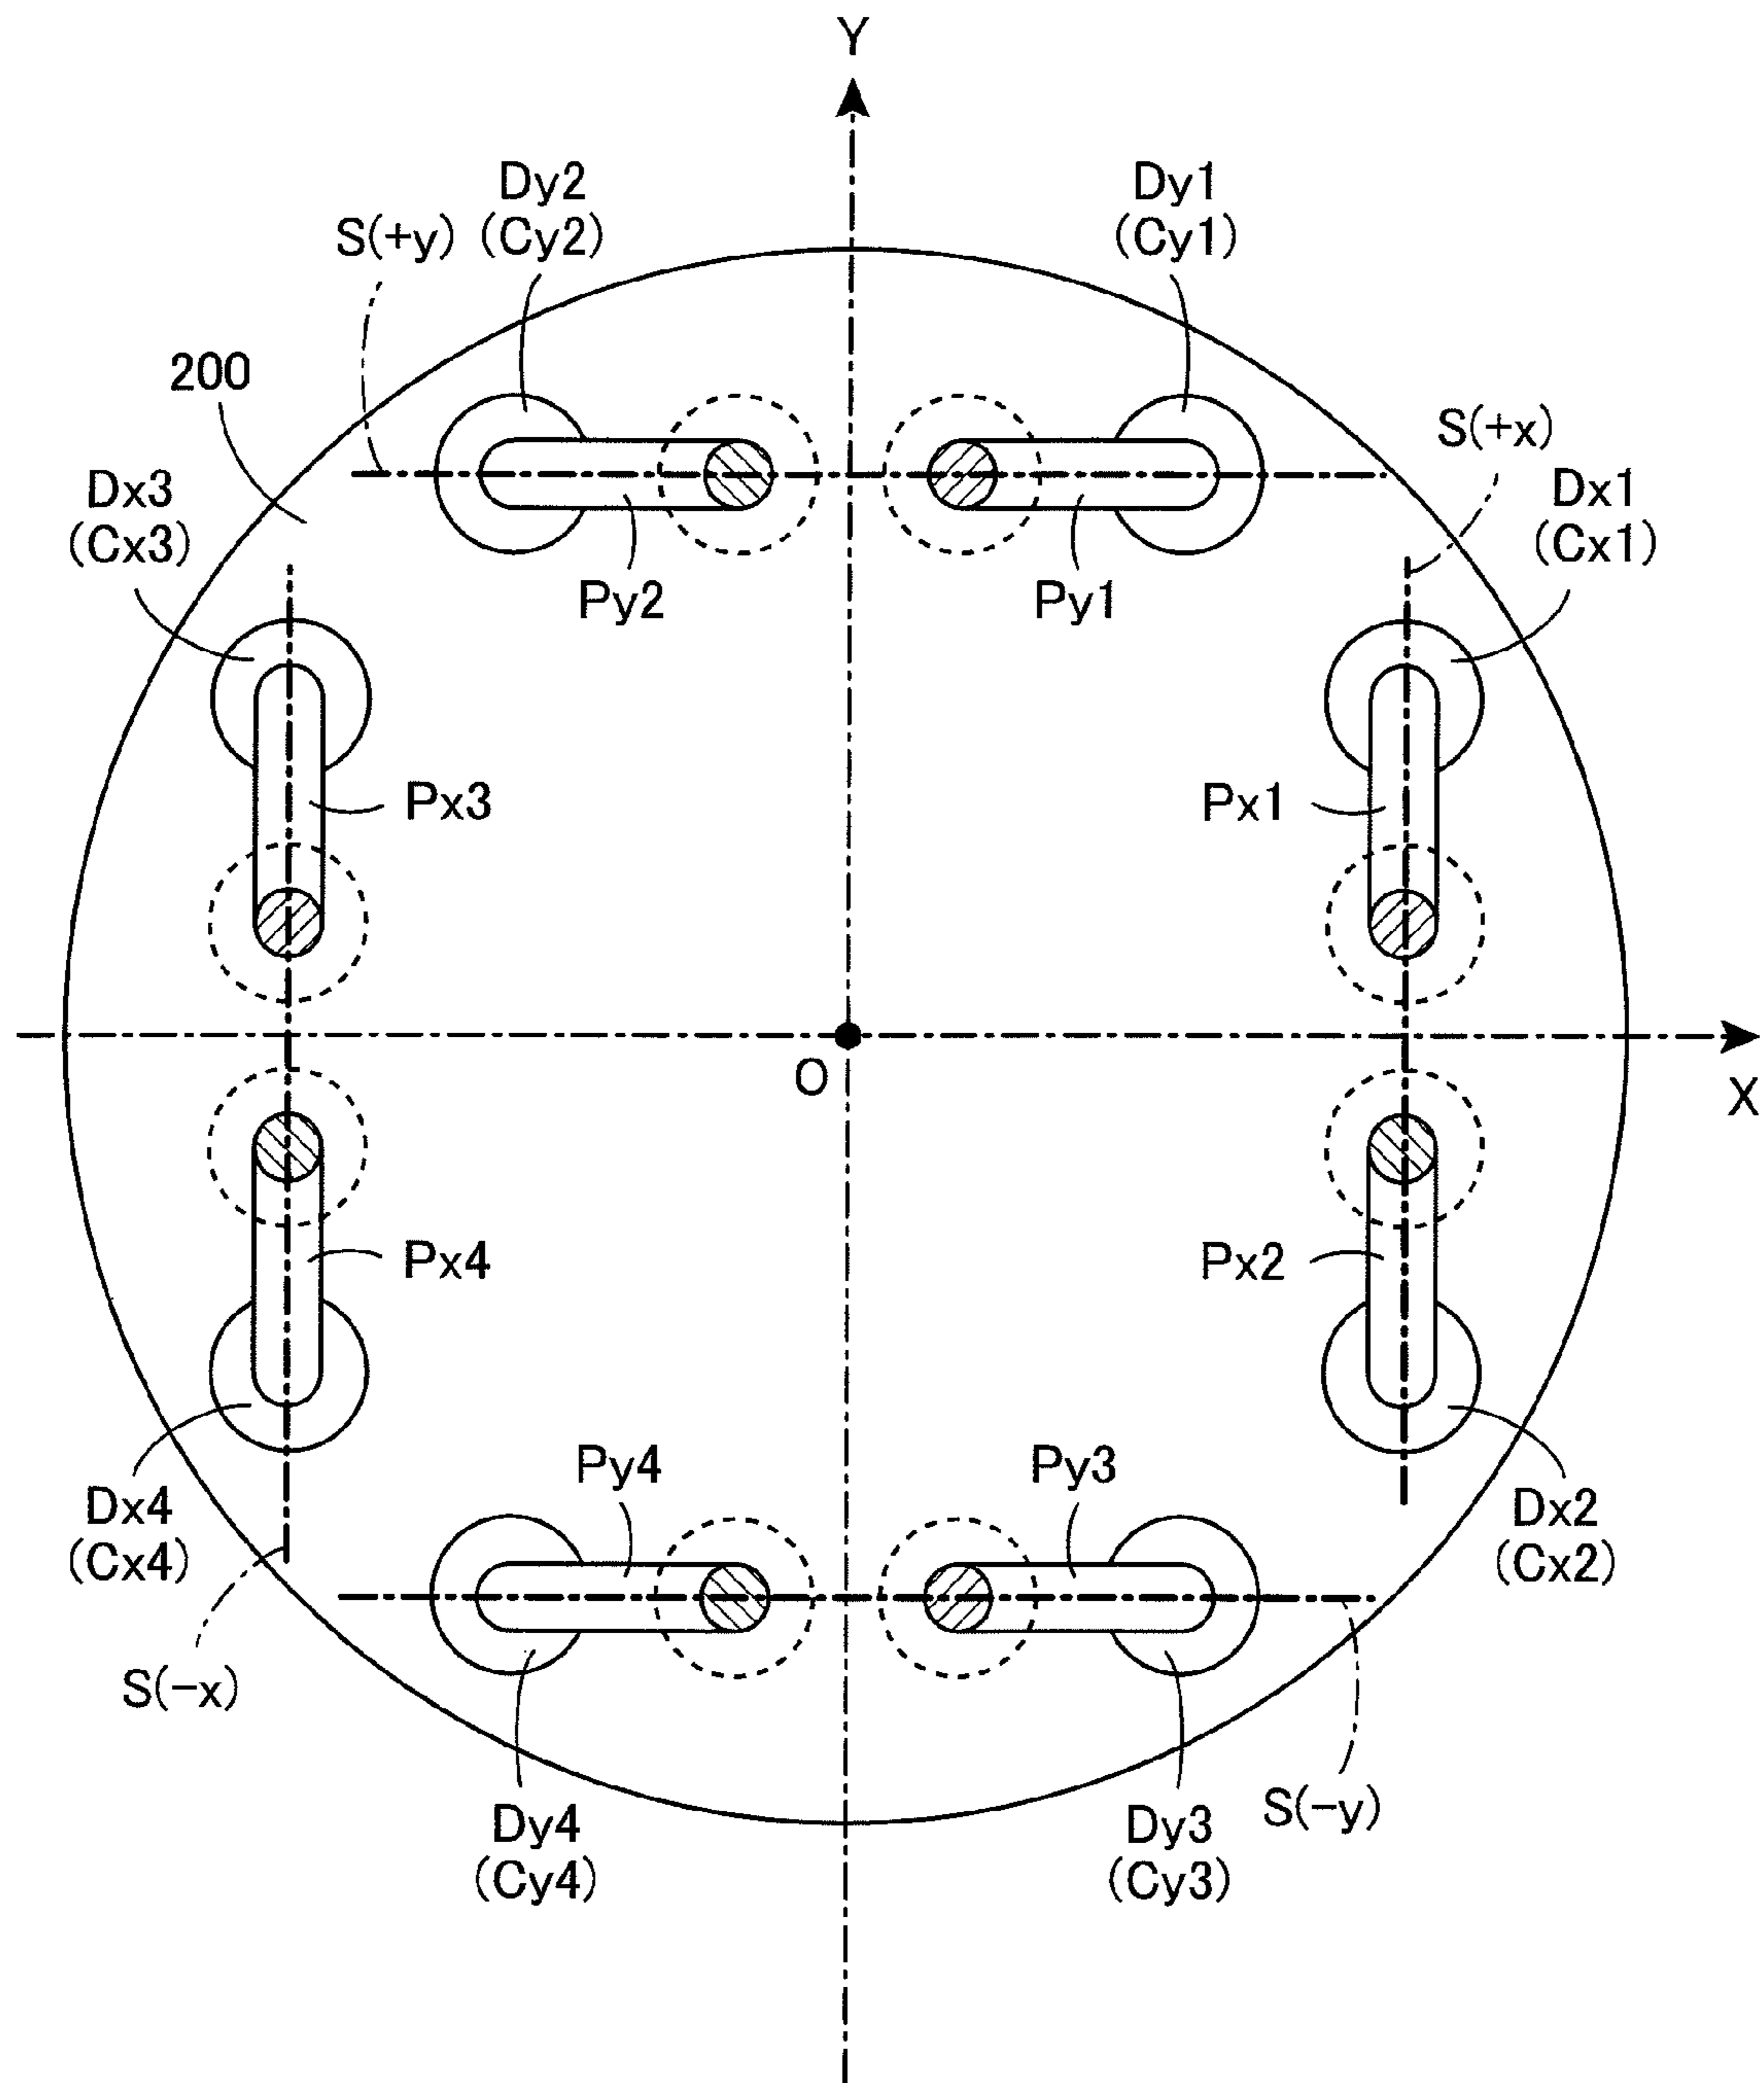 Y
Dy2
(Cy2)
Dy1
(Cy1)
S(+y)
200
S(+x)
Dx3
(Cx3)
Dx1
(Cx1)
Py2
Py1
Px3
Px1
O
X
Px4
Px2
Py4
Py3
Dx4
(Cx4)
Dx2
(Cx2)
S(−x)
S(−y)
Dy4
(Cy4)
Dy3
(Cy3)